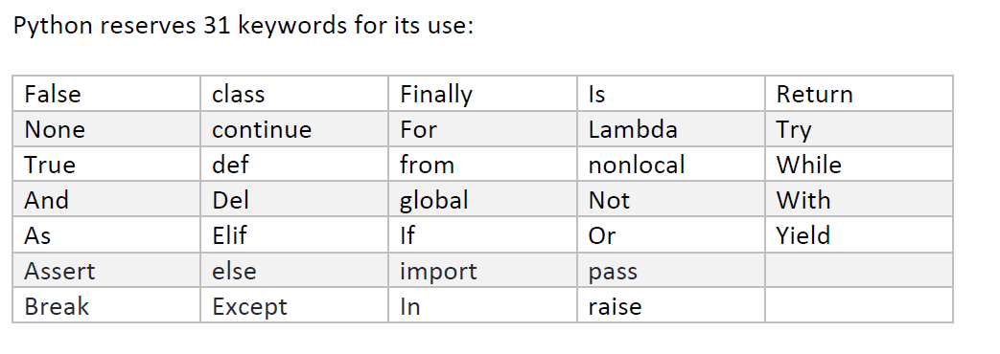 Python reserves 31 keywords for its use:
False class Finally Is Return
None continue For Lambda Try
True def from nonlocal While
And Del global Not With
As Elif If Or Yield
Assert else import pass
Break Except In raise